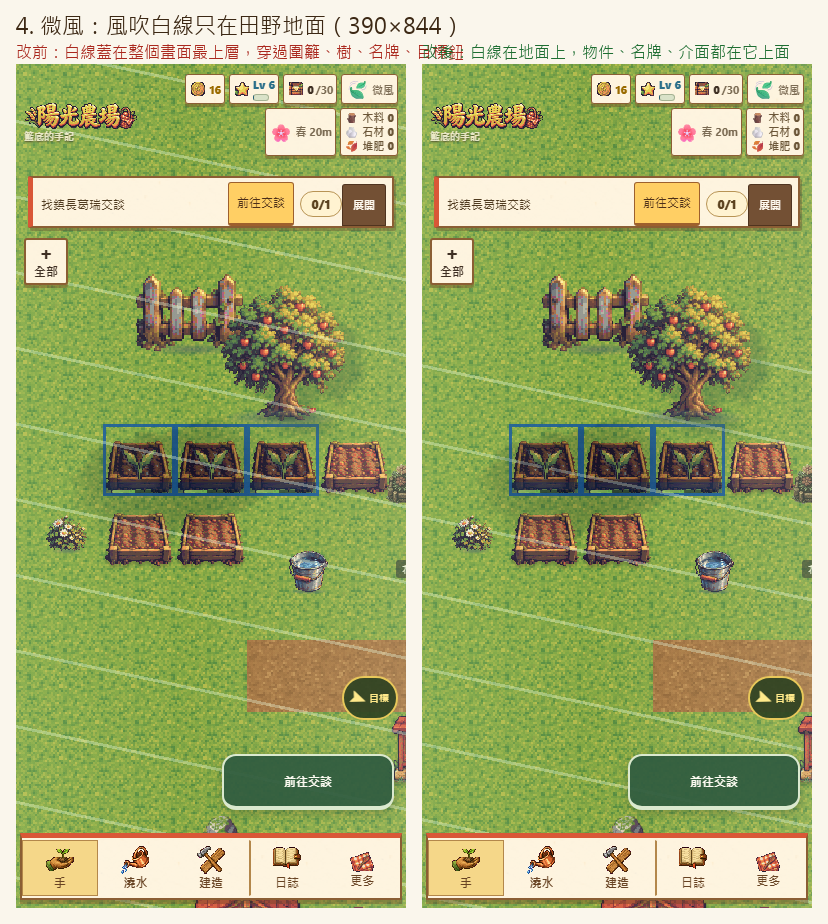 4. 微風：風吹白線只在田野地面（390×844）
改前：白線蓋在整個畫面最上層，穿過圍籬、樹、名牌、目標鈕
白線在地面上，物件、名牌、介面都在它上面
16
Lv 6
0/30
微風
陽光農場
籃底的手記
春 20m
木料 0
石材 0
堆肥 0
找鎮長葛瑞交談
前往交談
0/1
展開
+
全部
目標
前往交談
手
澆水
建造
日誌
更多
16
Lv 6
0/30
微風
陽光農場
籃底的手記
春 20m
木料 0
石材 0
堆肥 0
找鎮長葛瑞交談
前往交談
0/1
展開
+
全部
目標
前往交談
手
澆水
建造
日誌
更多